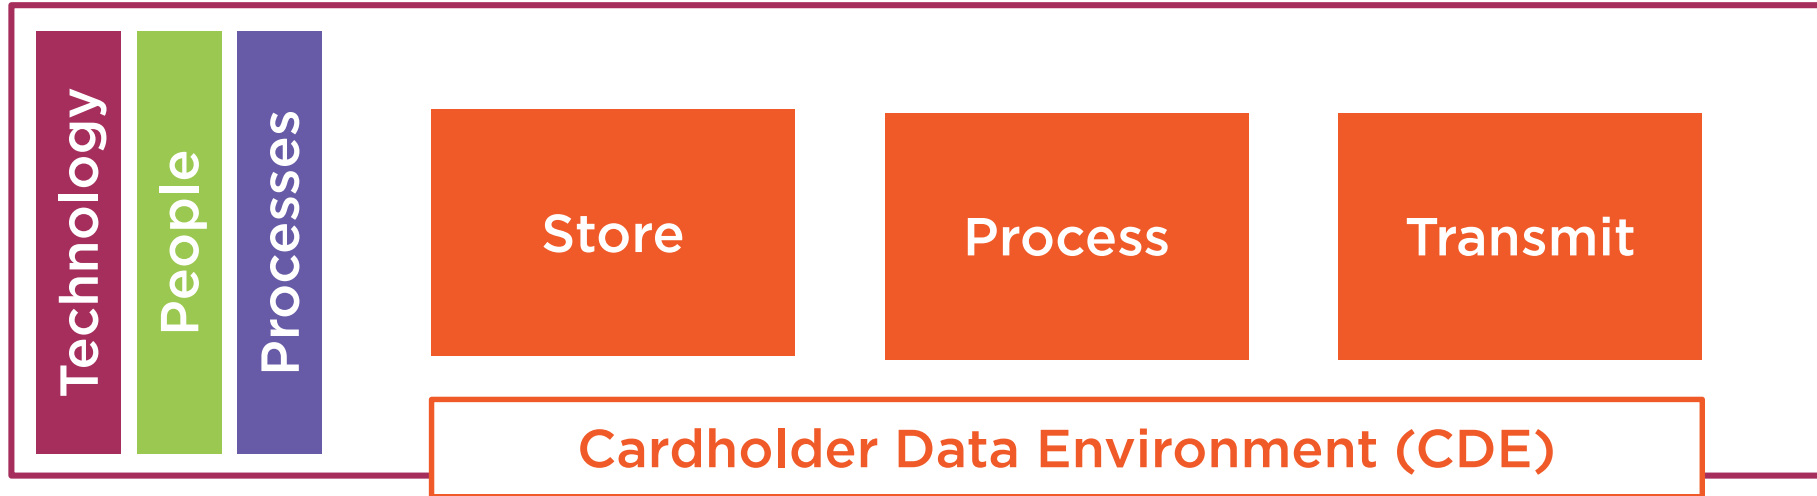 Technology
People
Processes
Store
Process
Transmit
Cardholder Data Environment (CDE)